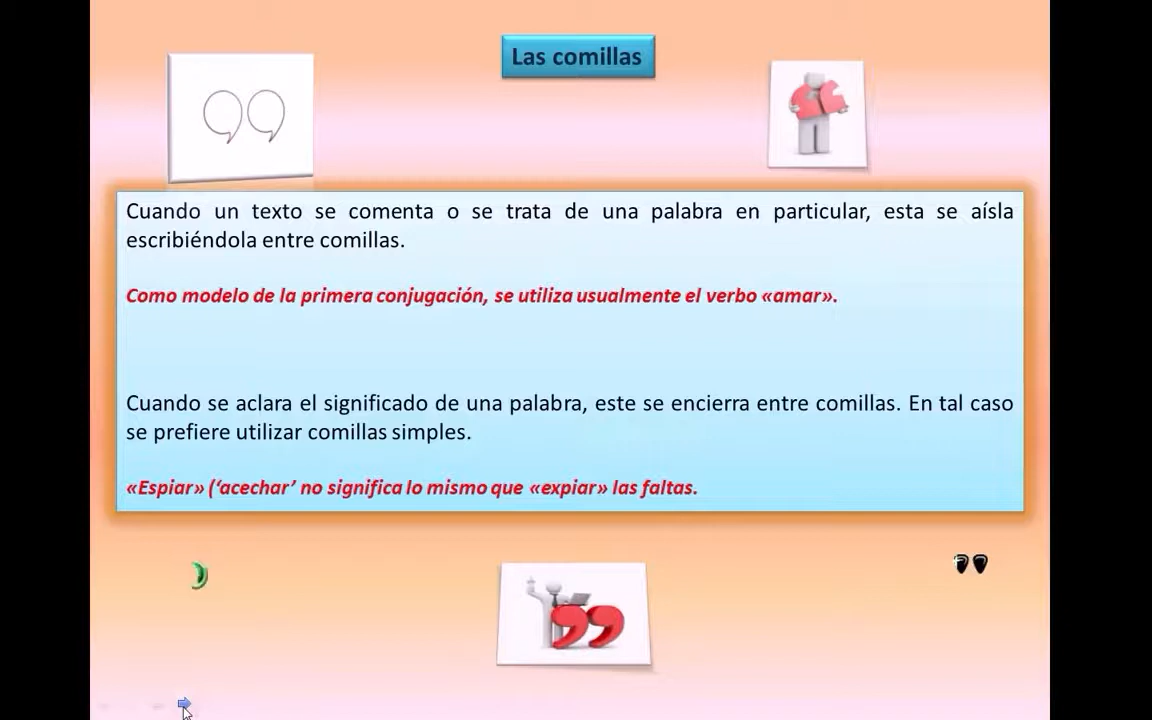 Las comillas
Cuando un texto se comenta o se trata de una palabra en particular, esta se aísla
escribiéndola entre comillas.
Como modelo de la primera conjugación, se utiliza usualmente el verbo «amar».
Cuando se aclara el significado de una palabra, este se encierra entre comillas. En tal caso
se prefiere utilizar comillas simples.
«Espiar» (‘acechar’ no significa lo mismo que «expiar» las faltas.